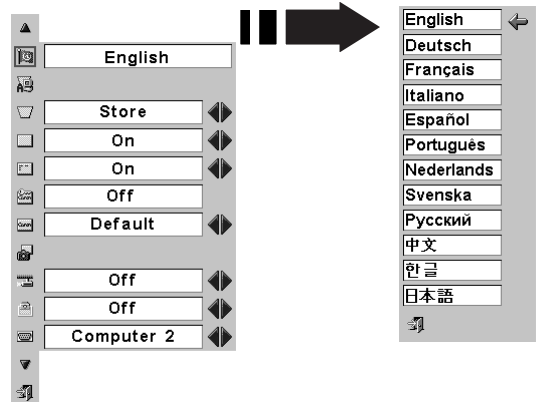 English
Store
On
On
Off
Default
Off
Off
Computer 2
English
Deutsch
Français
Italiano
Español
Português
Nederlands
Svenska
Русский
中文
한글
日本語